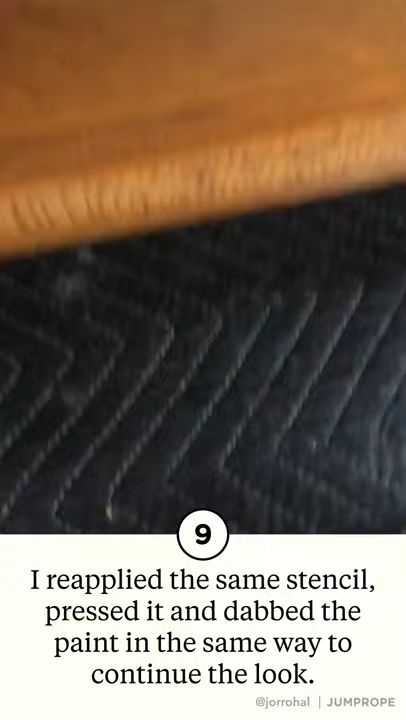 9
I reapplied the same stencil,
pressed it and dabbed the
paint in the same way to
continue the look.
@jorrohal | JUMPROPE